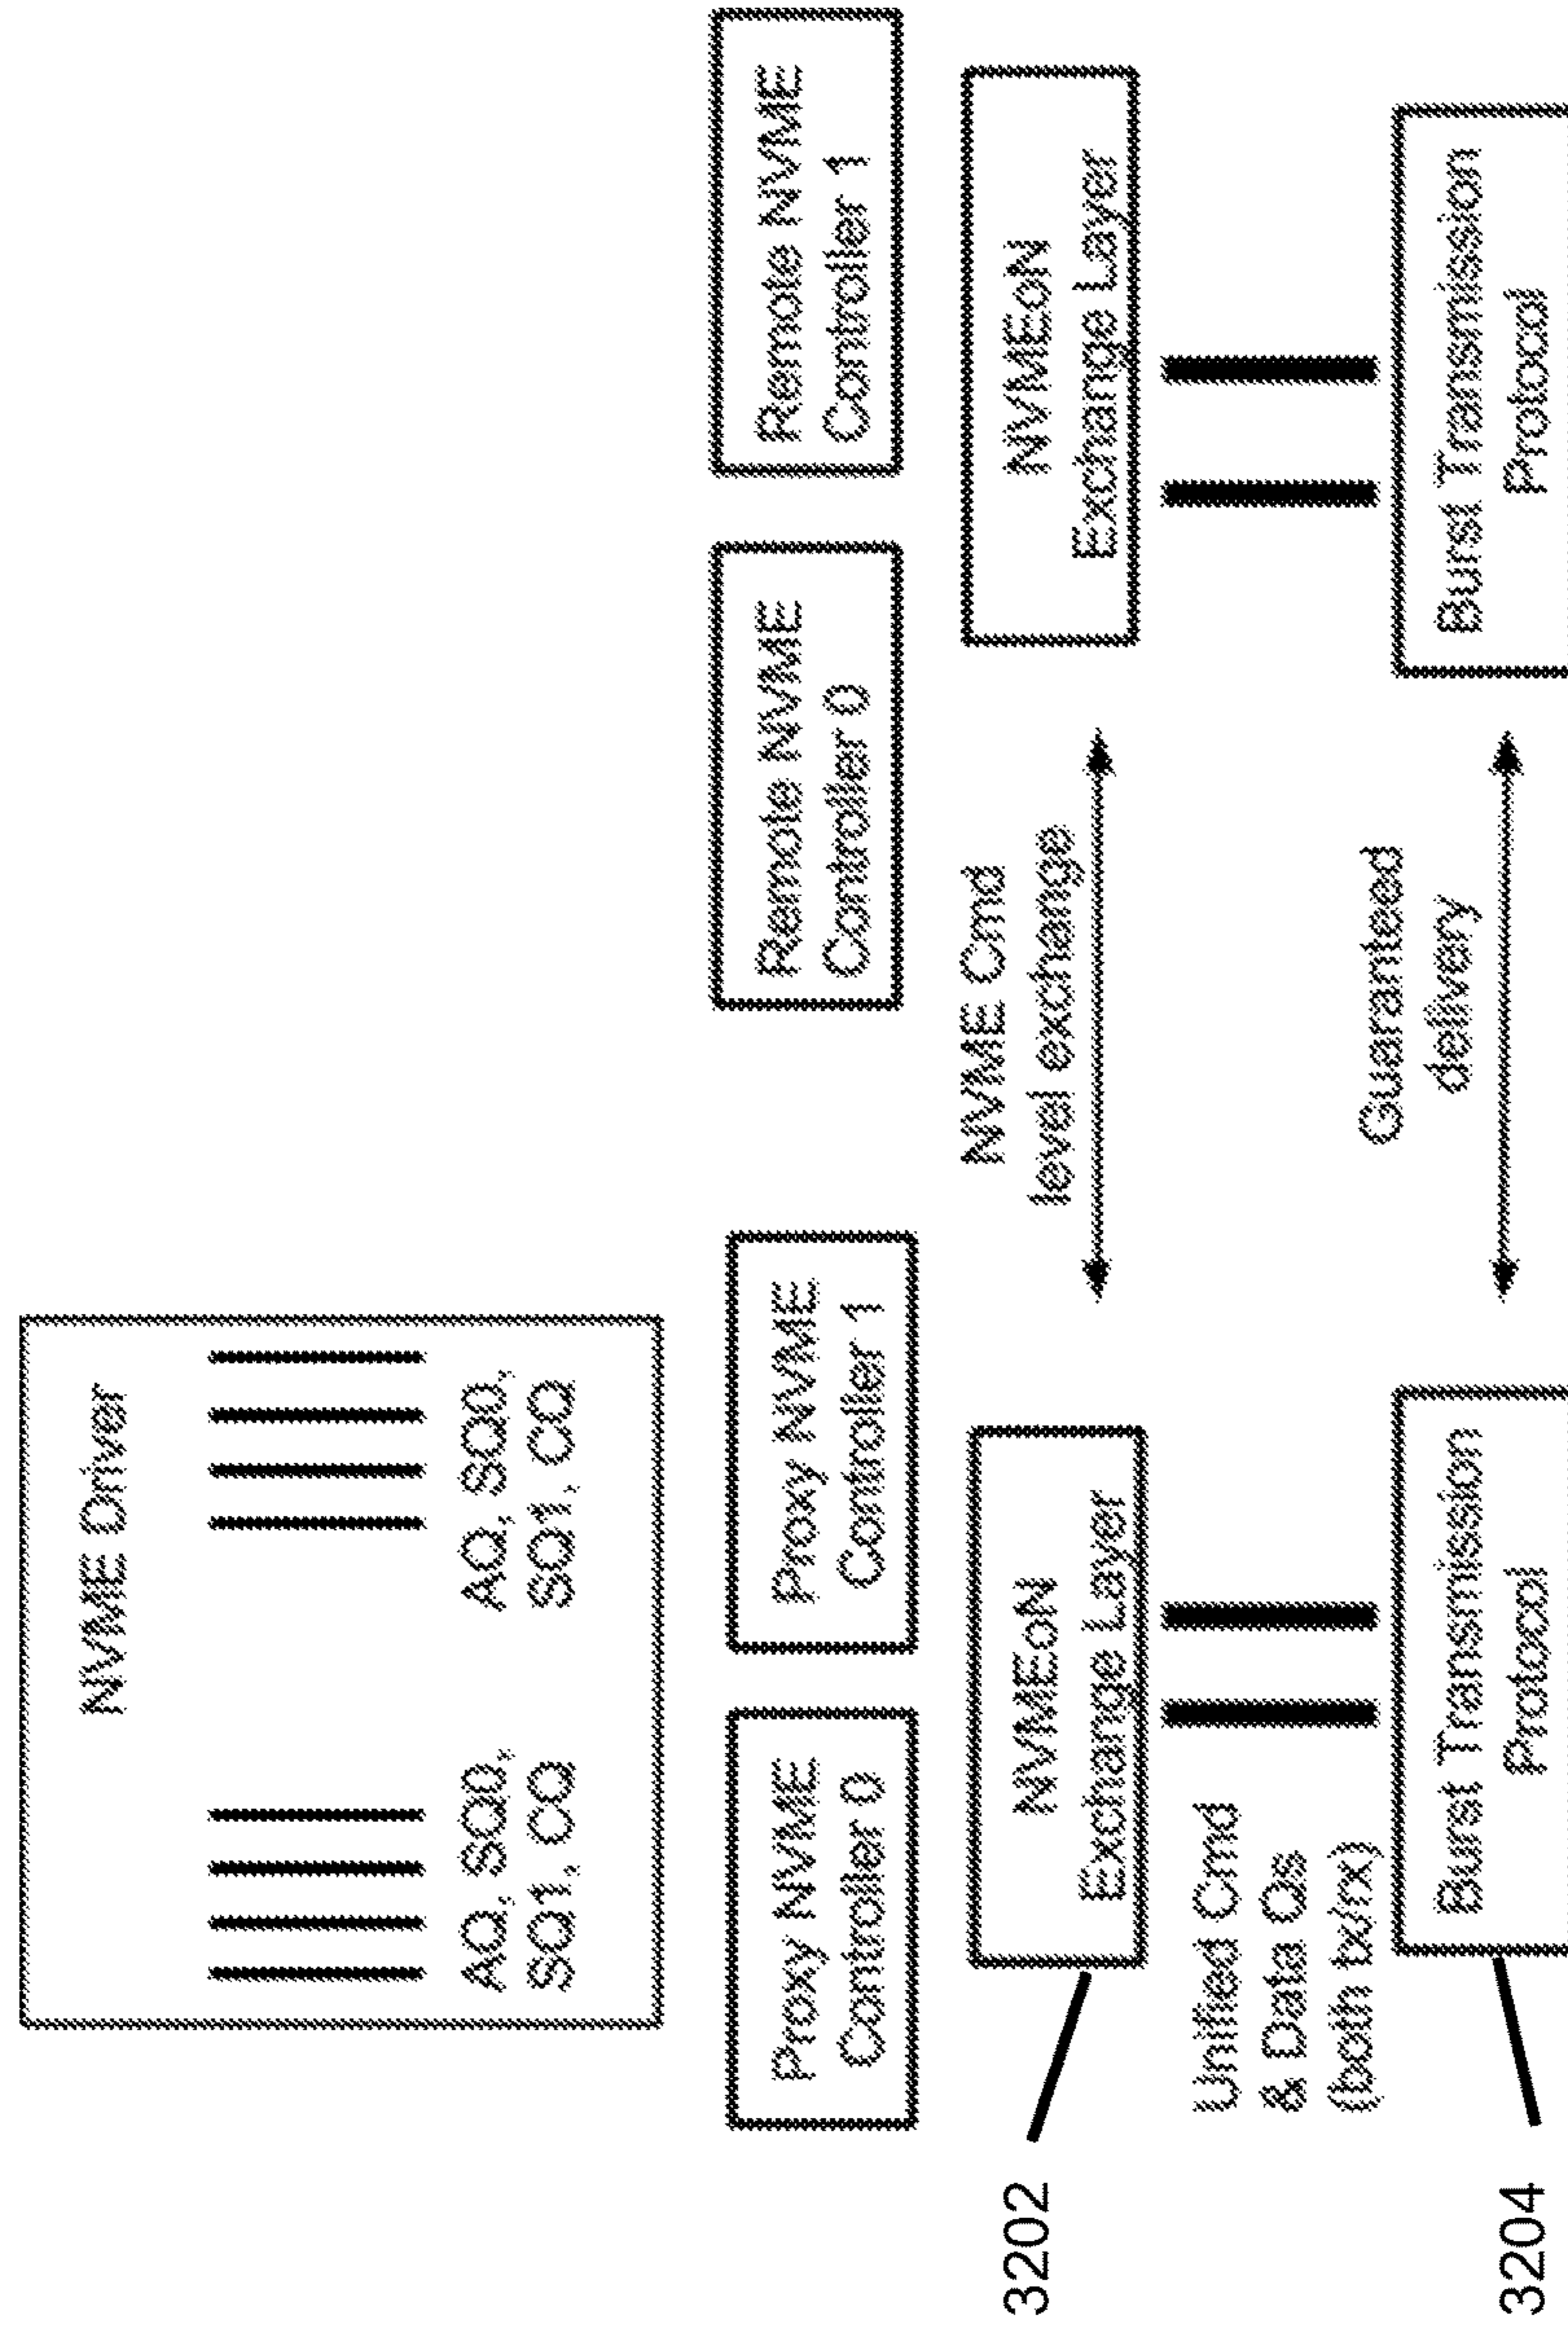 NVME Driver
AQ, SQ0,
SQ1, CQ
AQ, SQ0,
SQ1, CQ
Proxy NVME
Controller 0
Proxy NVME
Controller 1
Remote NVME
Controller 0
Remote NVME
Controller 1
3202
NVMEoN
Exchange Layer
NVME Cmd
level exchange
NVMEoN
Exchange Layer
Unified Cmd
& Data Qs
(both tx/rx)
3204
Burst Transmission
Protocal
Guaranteed
delivery
Burst Transmission
Protocal